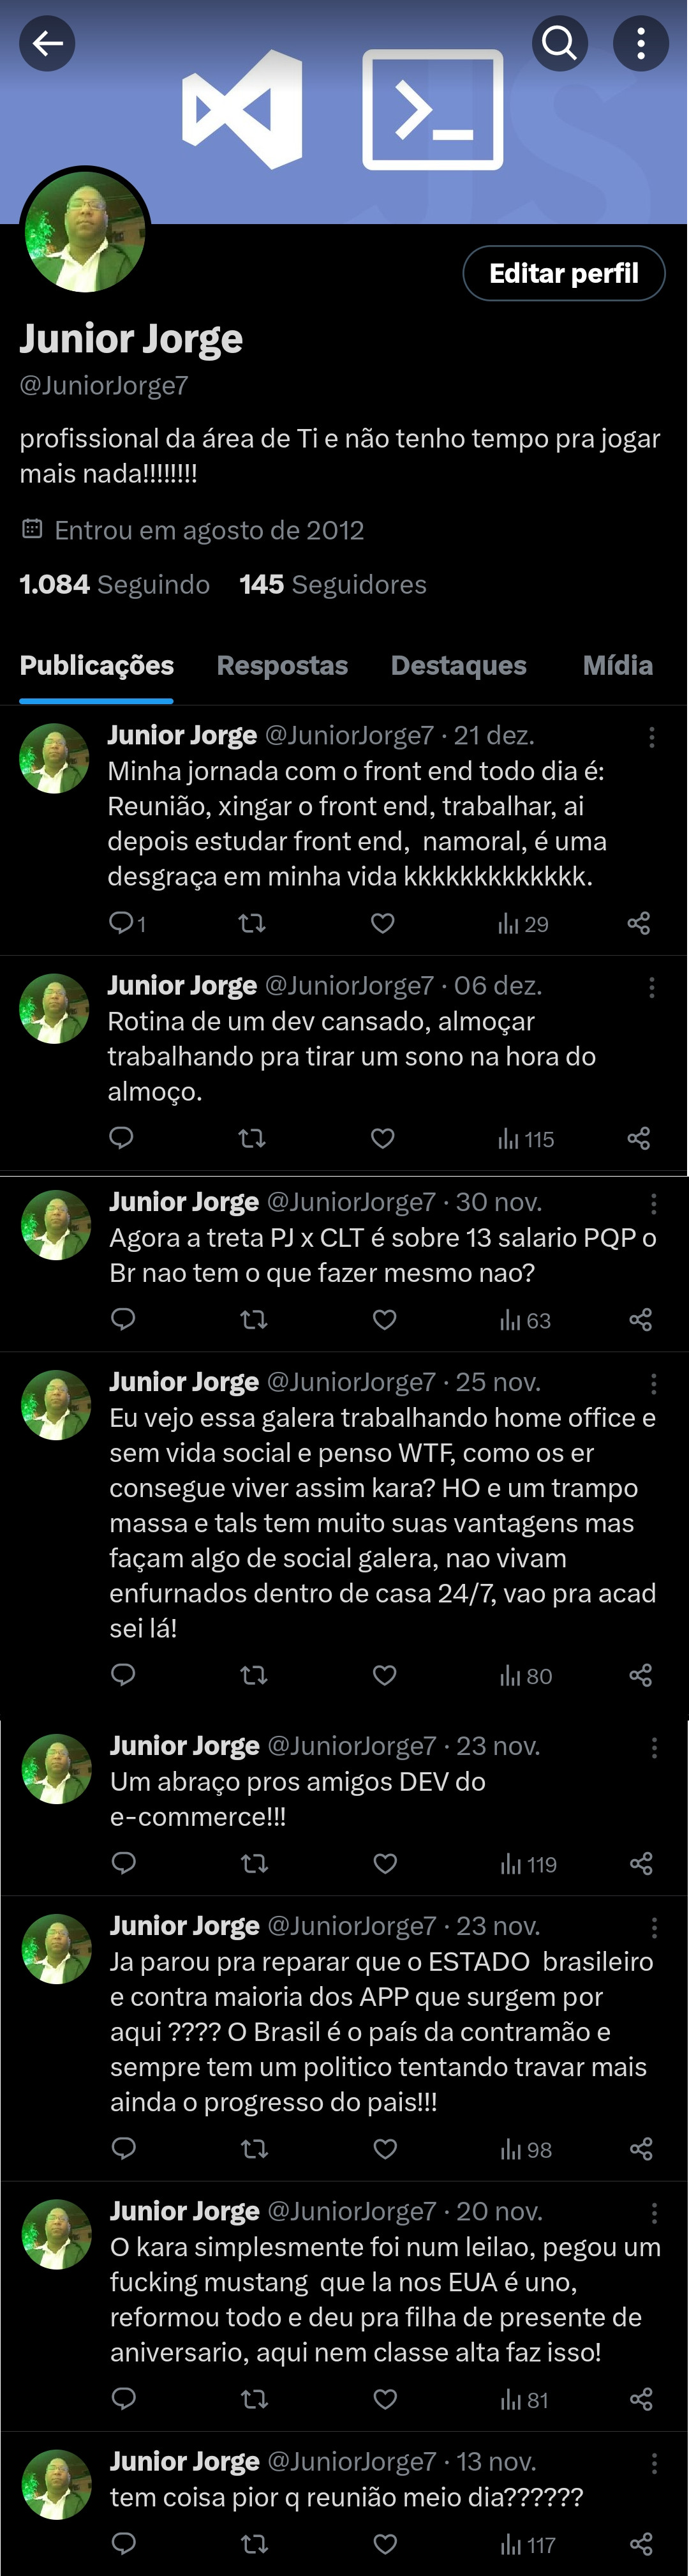 JS
Editar perfil
Junior Jorge
@JuniorJorge7
profissional da área de Ti e não tenho tempo pra jogar
mais nada!!!!!!!!
Entrou em agosto de 2012
1.084 Seguindo 145 Seguidores
Publicações Respostas Destaques Mídia
Junior Jorge @JuniorJorge7 · 21 dez.
Minha jornada com o front end todo dia é:
Reunião, xingar o front end, trabalhar, ai
depois estudar front end,  namoral, é uma
desgraça em minha vida kkkkkkkkkkkkk.
1 29
Junior Jorge @JuniorJorge7 · 06 dez.
Rotina de um dev cansado, almoçar
trabalhando pra tirar um sono na hora do
almoço.
115
Junior Jorge @JuniorJorge7 · 30 nov.
Agora a treta PJ x CLT é sobre 13 salario PQP o
Br nao tem o que fazer mesmo nao?
63
Junior Jorge @JuniorJorge7 · 25 nov.
Eu vejo essa galera trabalhando home office e
sem vida social e penso WTF, como os er
consegue viver assim kara? HO e um trampo
massa e tals tem muito suas vantagens mas
façam algo de social galera, nao vivam
enfurnados dentro de casa 24/7, vao pra acad
sei lá!
80
Junior Jorge @JuniorJorge7 · 23 nov.
Um abraço pros amigos DEV do
e-commerce!!!
119
Junior Jorge @JuniorJorge7 · 23 nov.
Ja parou pra reparar que o ESTADO  brasileiro
e contra maioria dos APP que surgem por
aqui ???? O Brasil é o país da contramão e
sempre tem um politico tentando travar mais
ainda o progresso do pais!!!
98
Junior Jorge @JuniorJorge7 · 20 nov.
O kara simplesmente foi num leilao, pegou um
fucking mustang  que la nos EUA é uno,
reformou todo e deu pra filha de presente de
aniversario, aqui nem classe alta faz isso!
81
Junior Jorge @JuniorJorge7 · 13 nov.
tem coisa pior q reunião meio dia??????
117